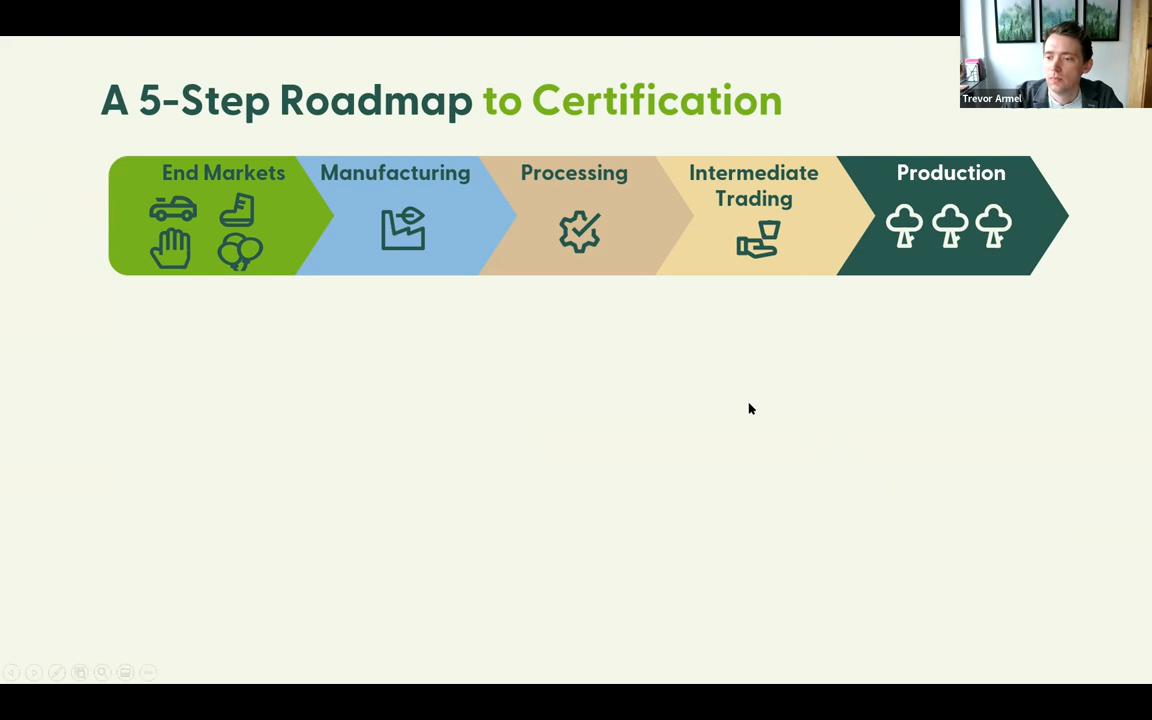 A 5-Step Roadmap to Certification
Trevor Armel
End Markets
Manufacturing
Processing
Intermediate
Trading
Production